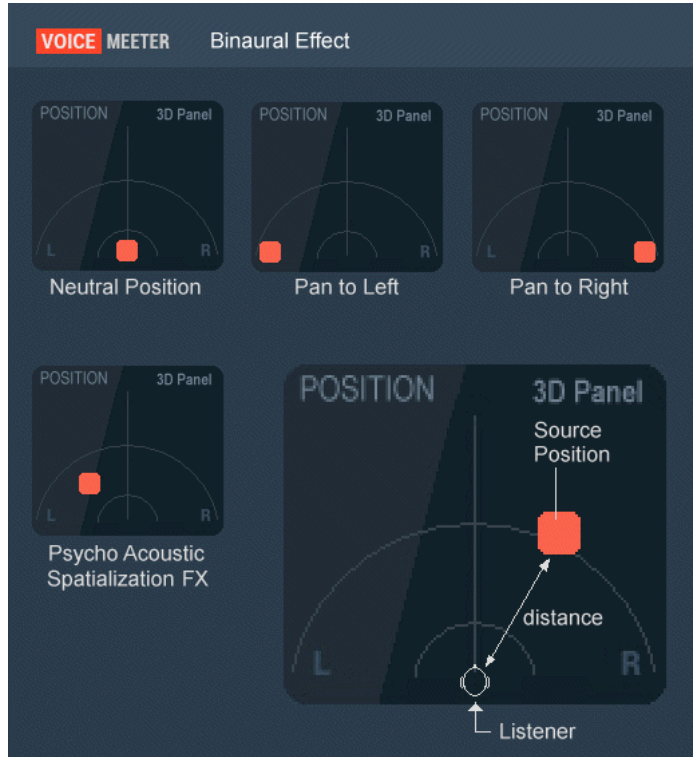 VOICE MEETER Binaural Effect
POSITION 3D Panel
L R
Neutral Position
POSITION 3D Panel
R
Pan to Left
POSITION 3D Panel
L
Pan to Right
POSITION 3D Panel
L R
Psycho Acoustic
Spatialization FX
POSITION 3D Panel
Source
Position
distance
L R
Listener